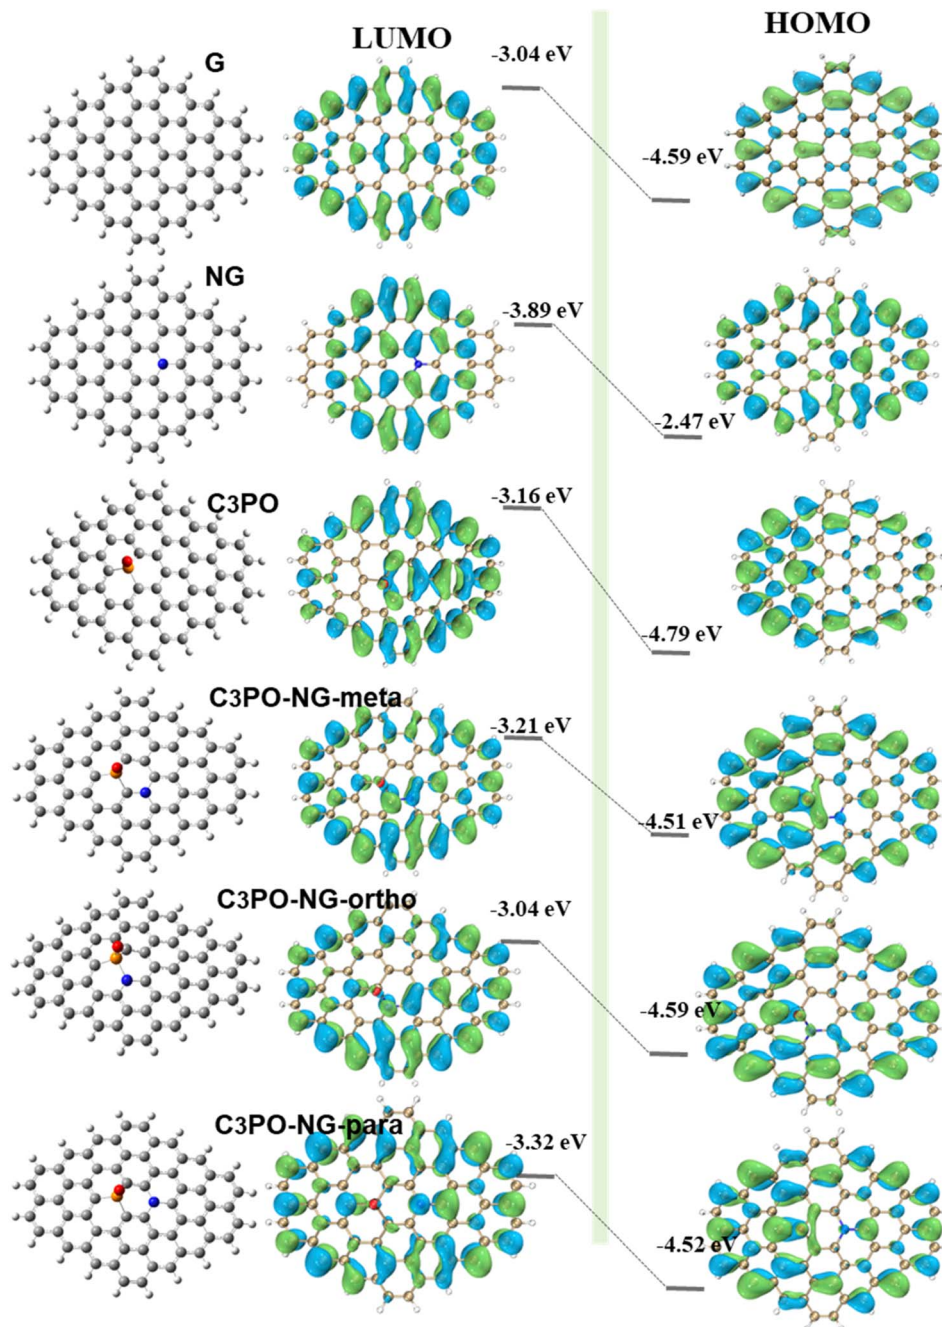 LUMO
HOMO
G
-3.04 eV
-4.59 eV
NG
-3.89 eV
-2.47 eV
C3PO
-3.16 eV
-4.79 eV
C3PO-NG-meta
-3.21 eV
-4.51 eV
C3PO-NG-ortho
-3.04 eV
-4.59 eV
C3PO-NG-para
-3.32 eV
-4.52 eV